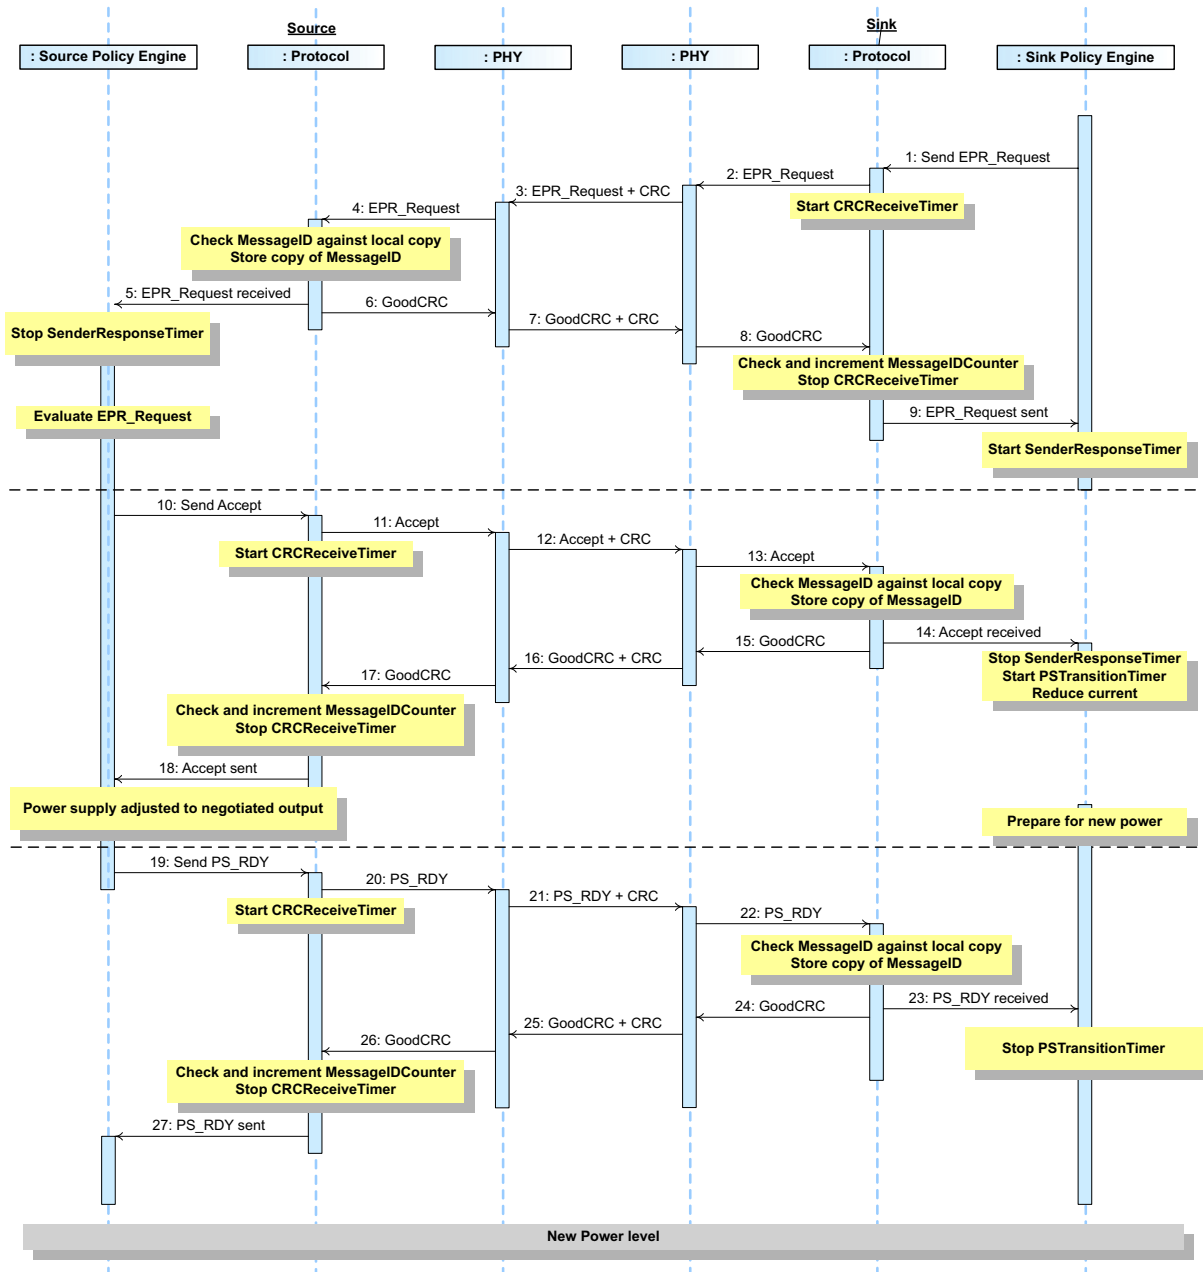 Source
Sink
: Source Policy Engine
: Protocol
: PHY
: PHY
: Protocol
: Sink Policy Engine
1: Send EPR_Request
2: EPR_Request
3: EPR_Request + CRC
Start CRCReceiveTimer
4: EPR_Request
Check MessageID against local copy
Store copy of MessageID
5: EPR_Request received
6: GoodCRC
7: GoodCRC + CRC
Stop SenderResponseTimer
8: GoodCRC
Check and increment MessageIDCounter
Stop CRCReceiveTimer
Evaluate EPR_Request
9: EPR_Request sent
Start SenderResponseTimer
10: Send Accept
11: Accept
12: Accept + CRC
Start CRCReceiveTimer
13: Accept
Check MessageID against local copy
Store copy of MessageID
14: Accept received
15: GoodCRC
16: GoodCRC + CRC
17: GoodCRC
Stop SenderResponseTimer
Start PSTransitionTimer
Reduce current
Check and increment MessageIDCounter
Stop CRCReceiveTimer
18: Accept sent
Power supply adjusted to negotiated output
Prepare for new power
19: Send PS_RDY
20: PS_RDY
21: PS_RDY + CRC
Start CRCReceiveTimer
22: PS_RDY
Check MessageID against local copy
Store copy of MessageID
23: PS_RDY received
24: GoodCRC
25: GoodCRC + CRC
26: GoodCRC
Stop PSTransitionTimer
Check and increment MessageIDCounter
Stop CRCReceiveTimer
27: PS_RDY sent
New Power level